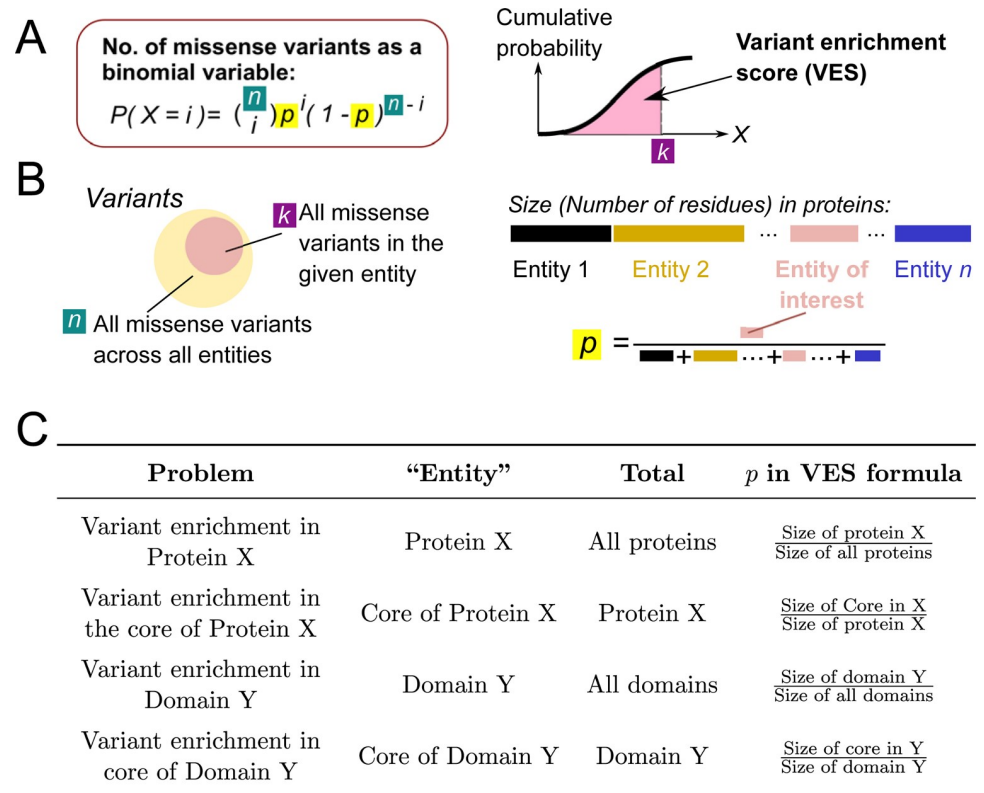 A
No. of missense variants as a
binomial variable:
P( X = i )= (n i)p^i( 1 - p )^n - i
Cumulative
probability
Variant enrichment
score (VES)
X
k
B
Variants
k All missense
variants in the
given entity
n All missense variants
across all entities
Size (Number of residues) in proteins:
... ...
Entity 1 Entity 2 Entity of interest Entity n
p = + ... + ... +
C
Problem “Entity” Total p in VES formula
Variant enrichment in
Protein X
Protein X
All proteins
Size of protein X
Size of all proteins
Variant enrichment in
the core of Protein X
Core of Protein X
Protein X
Size of Core in X
Size of protein X
Variant enrichment in
Domain Y
Domain Y
All domains
Size of domain Y
Size of all domains
Variant enrichment in
core of Domain Y
Core of Domain Y
Domain Y
Size of core in Y
Size of domain Y